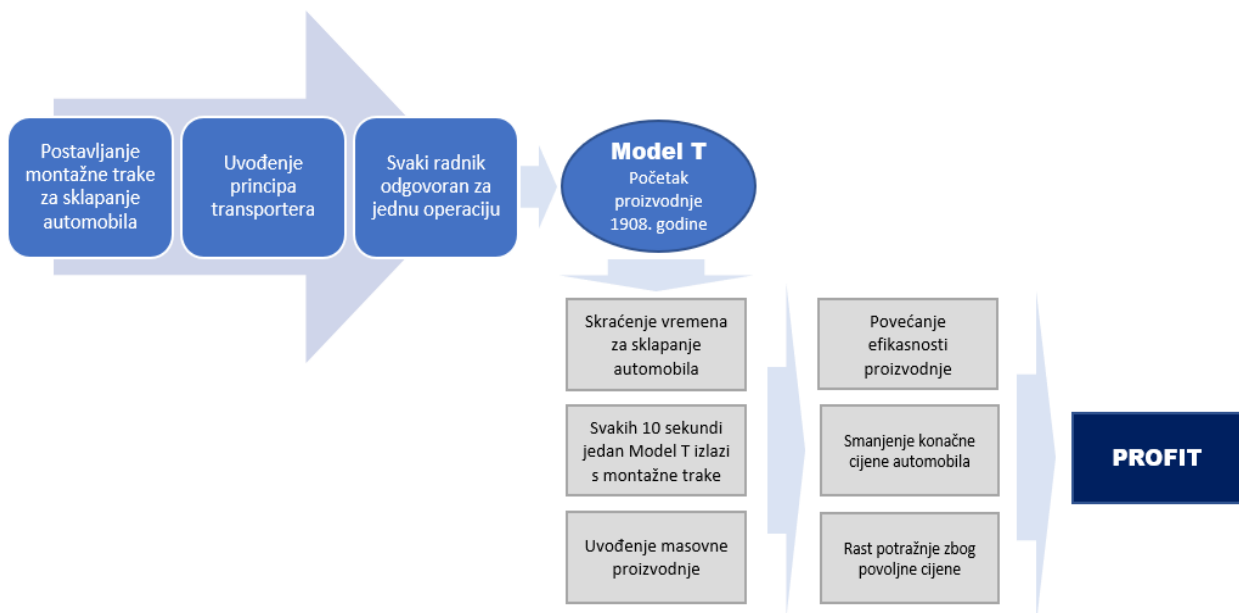 Postavljanje
montažne trake
za sklapanje
automobila
Uvođenje
principa
transportera
Svaki radnik
odgovoran za
jednu operaciju
Model T
Početak
proizvodnje
1908. godine
Skraćenje vremena
za sklapanje
automobila
Svakih 10 sekundi
jedan Model T izlazi
s montažne trake
Uvođenje masovne
proizvodnje
Povećanje
efikasnosti
proizvodnje
Smanjenje konačne
cijene automobila
Rast potražnje zbog
povoljne cijene
PROFIT